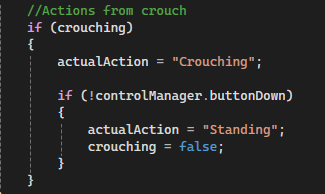 //Actions from crouch
if (crouching)
{
actualAction = "Crouching";
if (!controlManager.buttonDown)
{
actualAction = "Standing";
crouching = false;
}
}